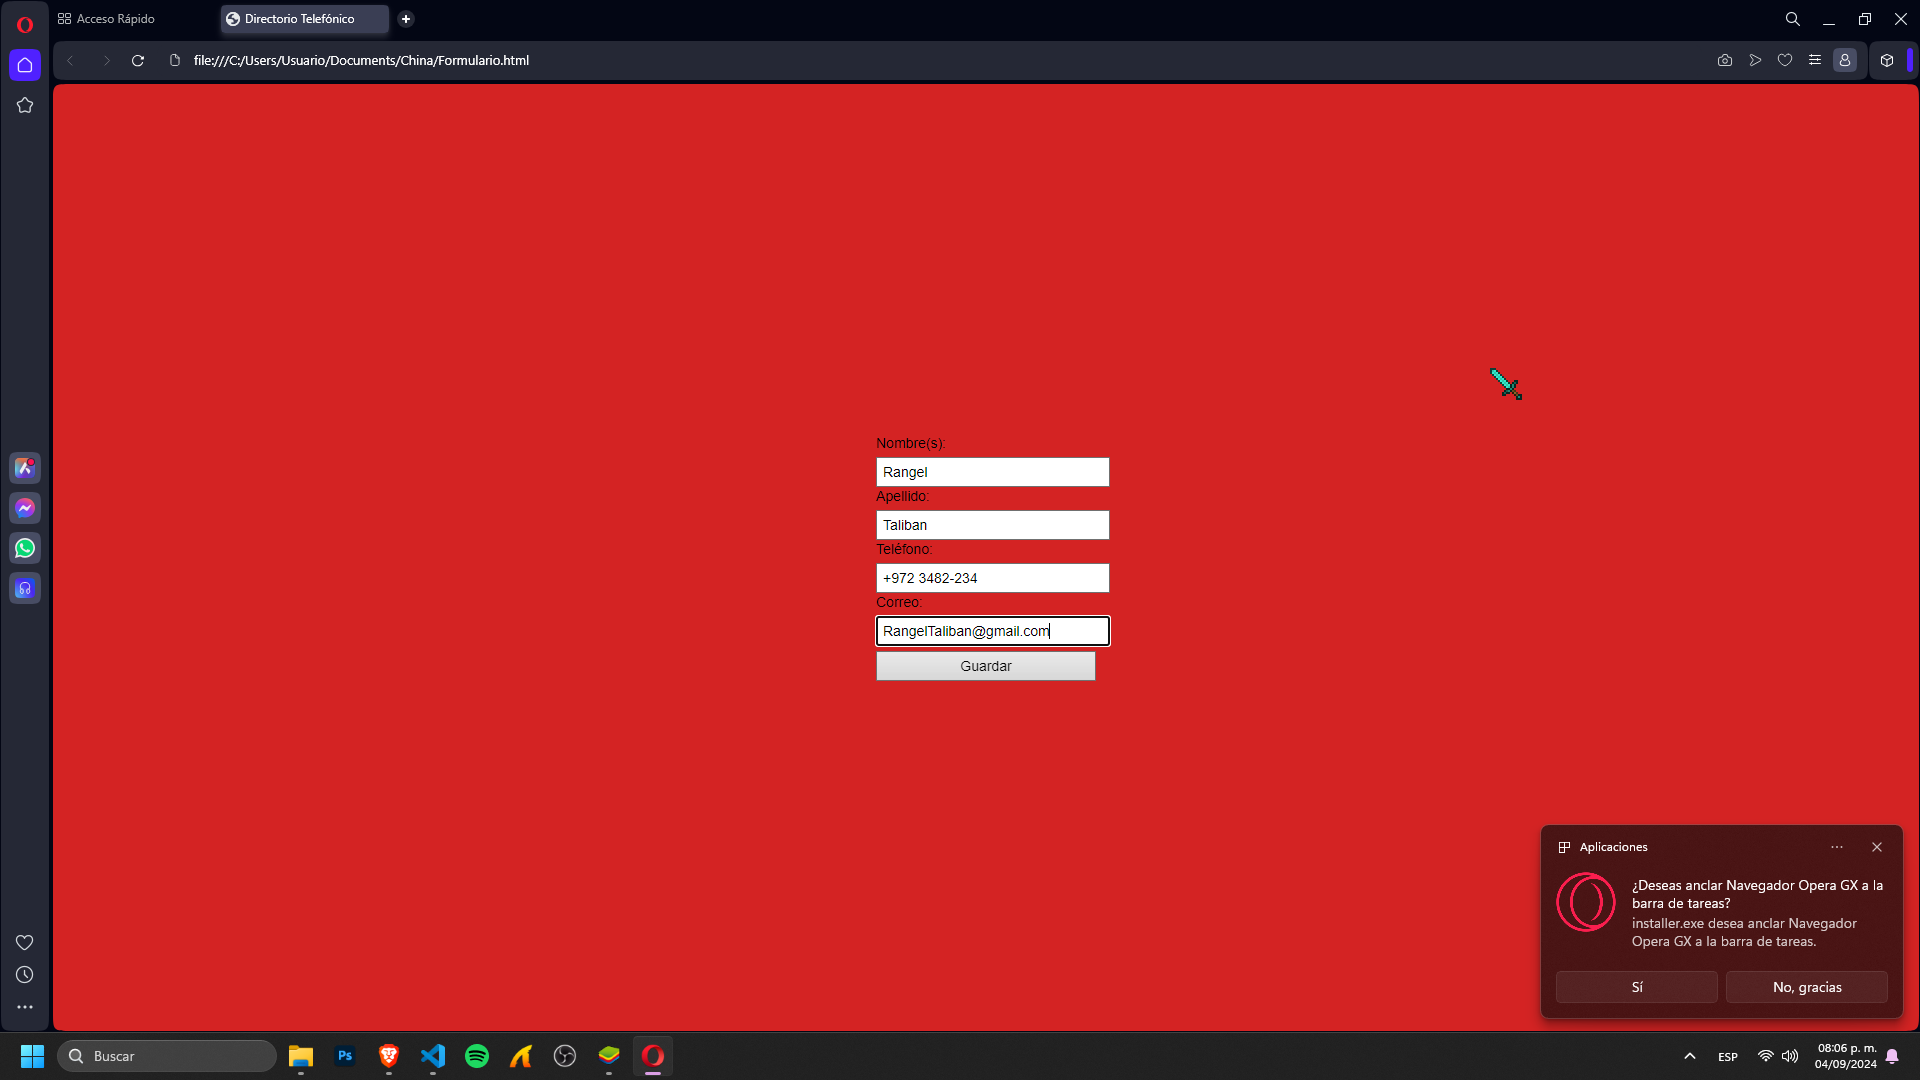 Acceso Rápido
Directorio Telefónico
file:///C:/Users/Usuario/Documents/China/Formulario.html
Nombre(s):
Rangel
Apellido:
Taliban
Teléfono:
+972 3482-234
Correo:
RangelTaliban@gmail.com
Guardar
Aplicaciones
¿Deseas anclar Navegador Opera GX a la
barra de tareas?
installer.exe desea anclar Navegador
Opera GX a la barra de tareas.
Sí
No, gracias
Buscar
Ps
ESP
08:06 p. m.
04/09/2024